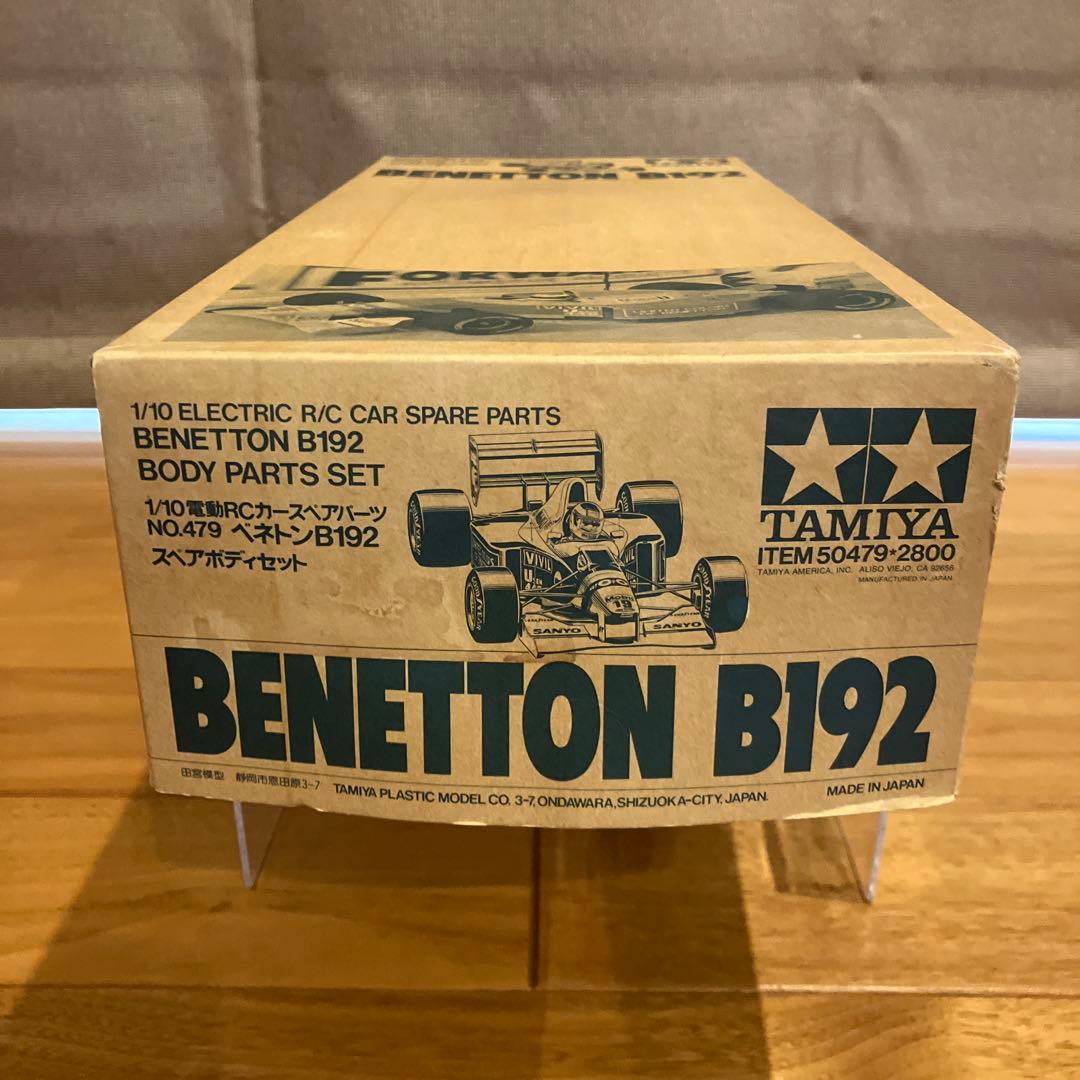 BENETTON B192
1/10 ELECTRIC R/C CAR SPARE PARTS
BENETTON B192
BODY PARTS SET
1/10電動RCカースペアパーツ
NO.479 ベネトンB192
スペアボディセット
TAMIYA
ITEM 50479*2800
TAMIYA AMERICA, INC. ALISO VIEJO, CA 92656
MANUFACTURED IN JAPAN.
GOODYEAR
SANYO
Mobil
19
SANYO
BENETTON B192
田宮模型 静岡市恩田原3-7
TAMIYA PLASTIC MODEL CO. 3-7, ONDAWARA, SHIZUOKA-CITY, JAPAN.
MADE IN JAPAN